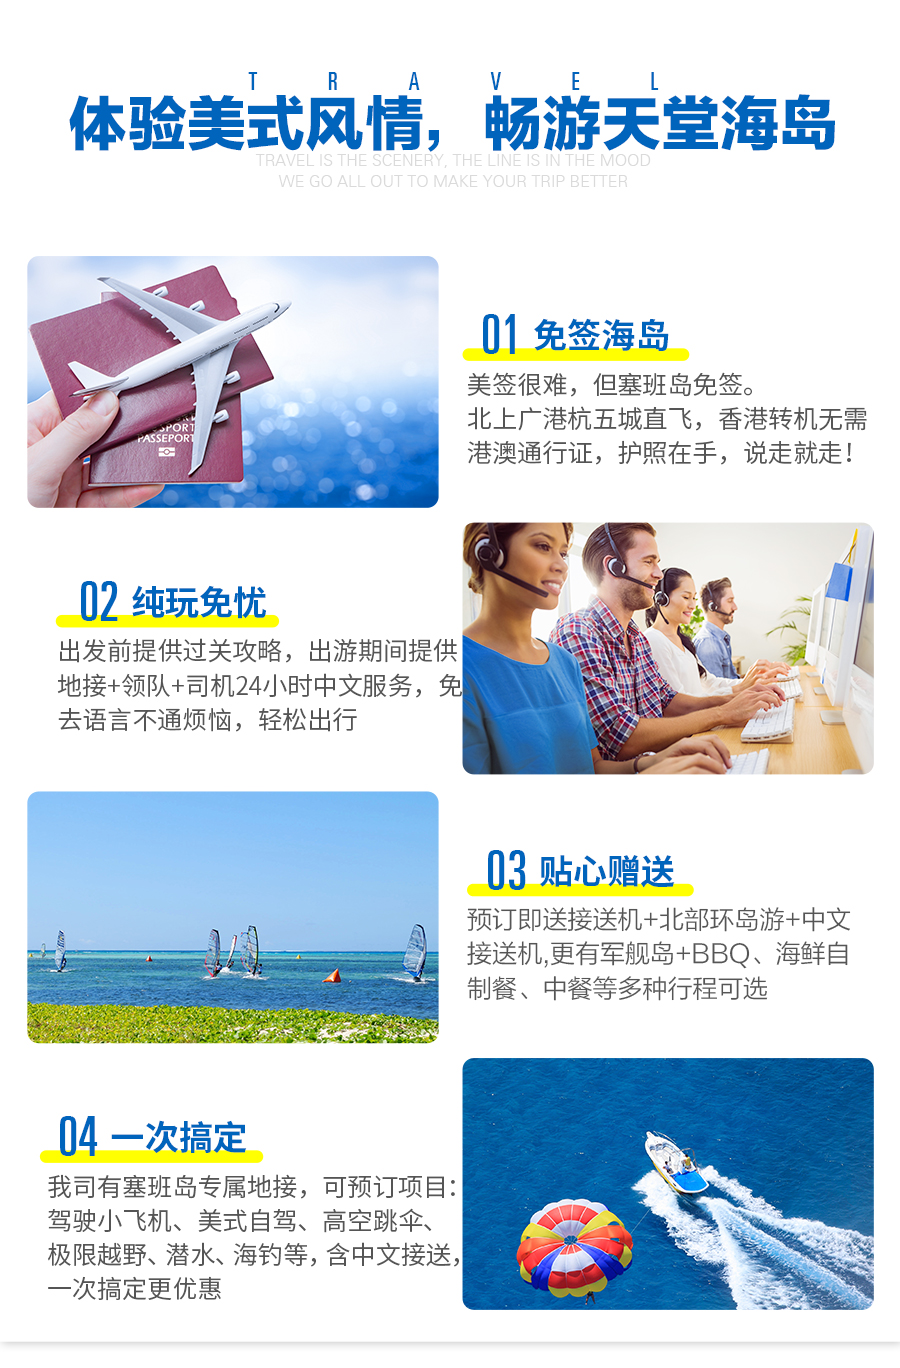 TRAVEL
体验美式风情，畅游天堂海岛
TRAVEL IS THE SCENERY, THE LINE IS IN THE MOOD
WE GO ALL OUT TO MAKE YOUR TRIP BETTER
PASSPORT
01 免签海岛
美签很难，但塞班岛免签。
北上广港杭五城直飞，香港转机无需
港澳通行证，护照在手，说走就走！
02 纯玩免忧
出发前提供过关攻略，出游期间提供
地接+领队+司机24小时中文服务，免
去语言不通烦恼，轻松出行
03 贴心赠送
预订即送接送机+北部环岛游+中文
接送机,更有军舰岛+BBQ、海鲜自
制餐、中餐等多种行程可选
04 一次搞定
我司有塞班岛专属地接，可预订项目：
驾驶小飞机、美式自驾、高空跳伞、
极限越野、潜水、海钓等，含中文接送，
一次搞定更优惠